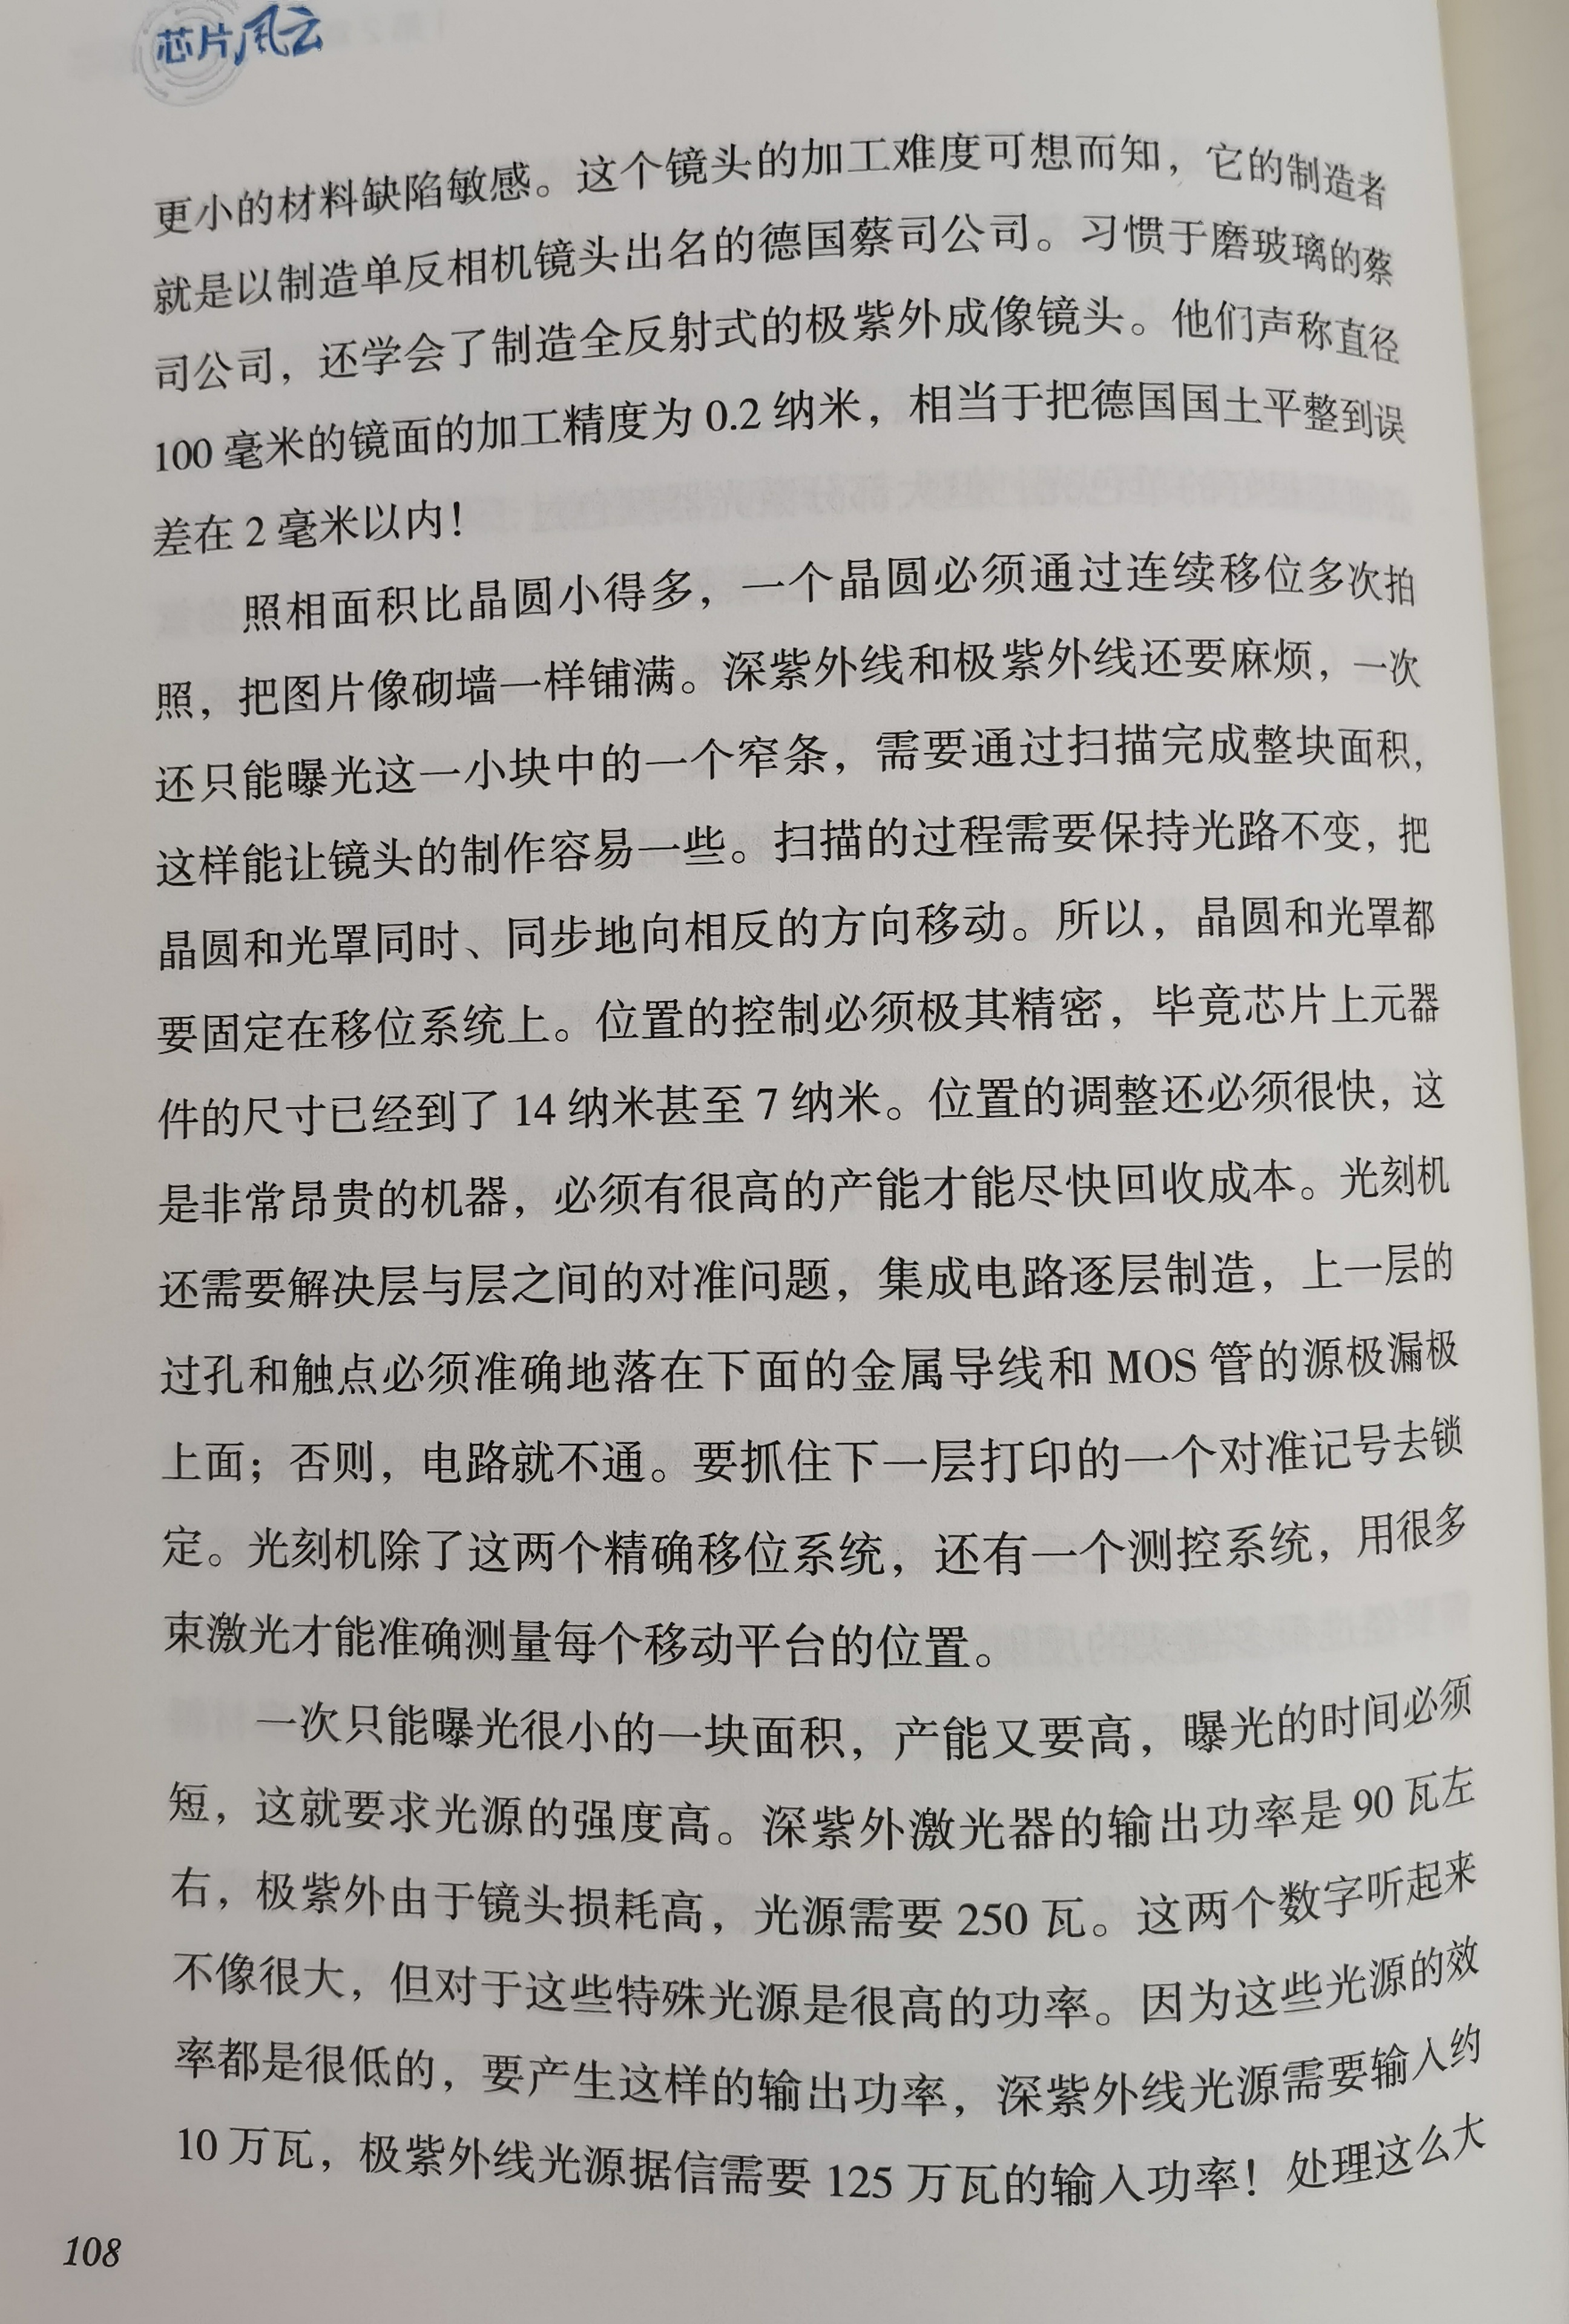 芯片风云
更小的材料缺陷敏感。这个镜头的加工难度可想而知，它的制造者
就是以制造单反相机镜头出名的德国蔡司公司。习惯于磨玻璃的蔡
司公司，还学会了制造全反射式的极紫外成像镜头。他们声称直径
100 毫米的镜面的加工精度为 0.2 纳米，相当于把德国国土平整到误
差在 2 毫米以内！
照相面积比晶圆小得多，一个晶圆必须通过连续移位多次拍
照，把图片像砌墙一样铺满。深紫外线和极紫外线还要麻烦，一次
还只能曝光这一小块中的一个窄条，需要通过扫描完成整块面积，
这样能让镜头的制作容易一些。扫描的过程需要保持光路不变，把
晶圆和光罩同时、同步地向相反的方向移动。所以，晶圆和光罩都
要固定在移位系统上。位置的控制必须极其精密，毕竟芯片上元器
件的尺寸已经到了 14 纳米甚至 7 纳米。位置的调整还必须很快，这
是非常昂贵的机器，必须有很高的产能才能尽快回收成本。光刻机
还需要解决层与层之间的对准问题，集成电路逐层制造，上一层的
过孔和触点必须准确地落在下面的金属导线和 MOS 管的源极漏极
上面；否则，电路就不通。要抓住下一层打印的一个对准记号去锁
定。光刻机除了这两个精确移位系统，还有一个测控系统，用很多
束激光才能准确测量每个移动平台的位置。
一次只能曝光很小的一块面积，产能又要高，曝光的时间必须
短，这就要求光源的强度高。深紫外激光器的输出功率是 90 瓦左
右，极紫外由于镜头损耗高，光源需要 250 瓦。这两个数字听起来
不像很大，但对于这些特殊光源是很高的功率。因为这些光源的效
率都是很低的，要产生这样的输出功率，深紫外线光源需要输入约
10 万瓦，极紫外线光源据信需要 125 万瓦的输入功率！处理这么大
108